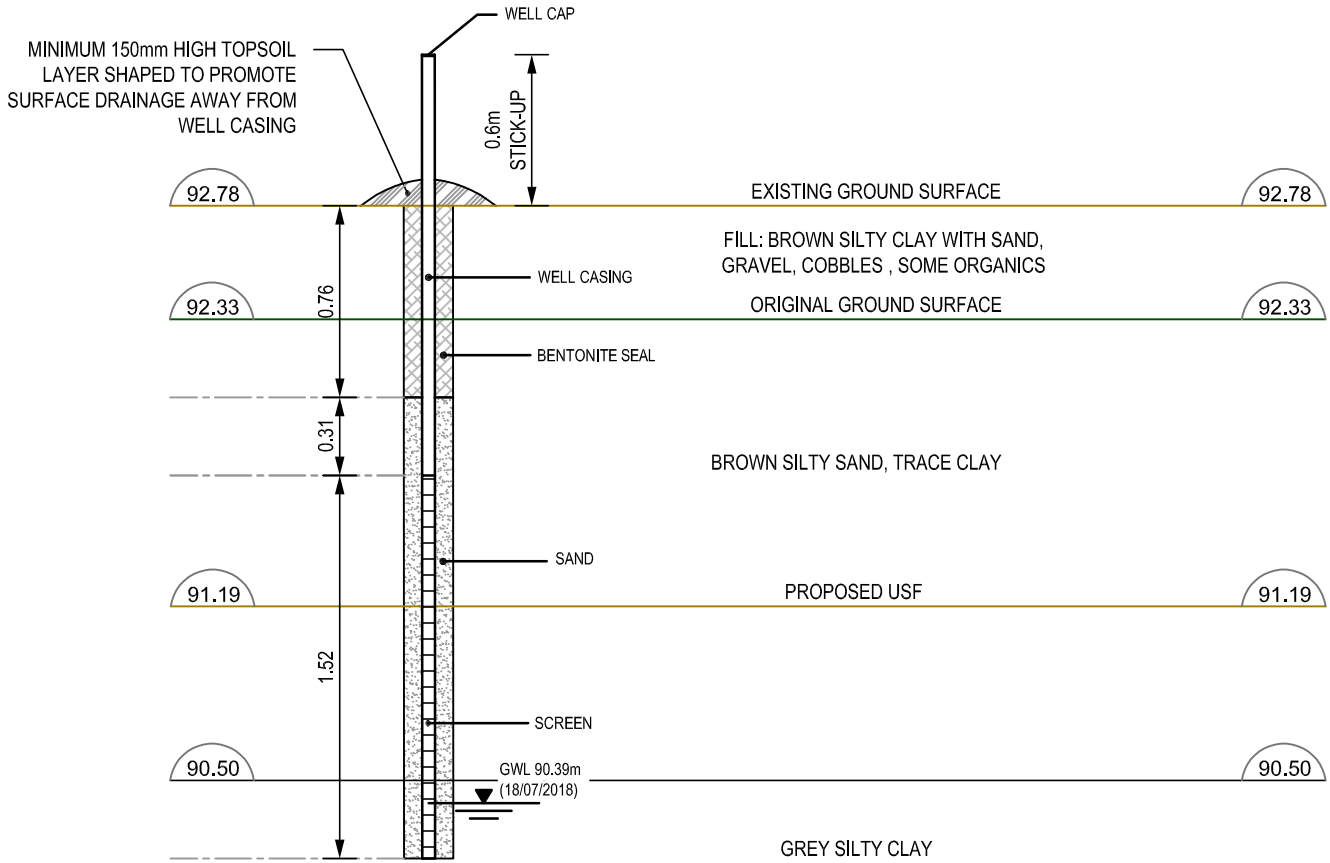 WELL CAP
MINIMUM 150mm HIGH TOPSOIL
LAYER SHAPED TO PROMOTE
SURFACE DRAINAGE AWAY FROM
WELL CASING
0.6m
STICK-UP
92.78
EXISTING GROUND SURFACE
92.78
FILL: BROWN SILTY CLAY WITH SAND,
GRAVEL, COBBLES , SOME ORGANICS
WELL CASING
0.76
92.33
ORIGINAL GROUND SURFACE
92.33
BENTONITE SEAL
0.31
BROWN SILTY SAND, TRACE CLAY
SAND
91.19
PROPOSED USF
91.19
1.52
SCREEN
90.50
GWL 90.39m
(18/07/2018)
90.50
GREY SILTY CLAY